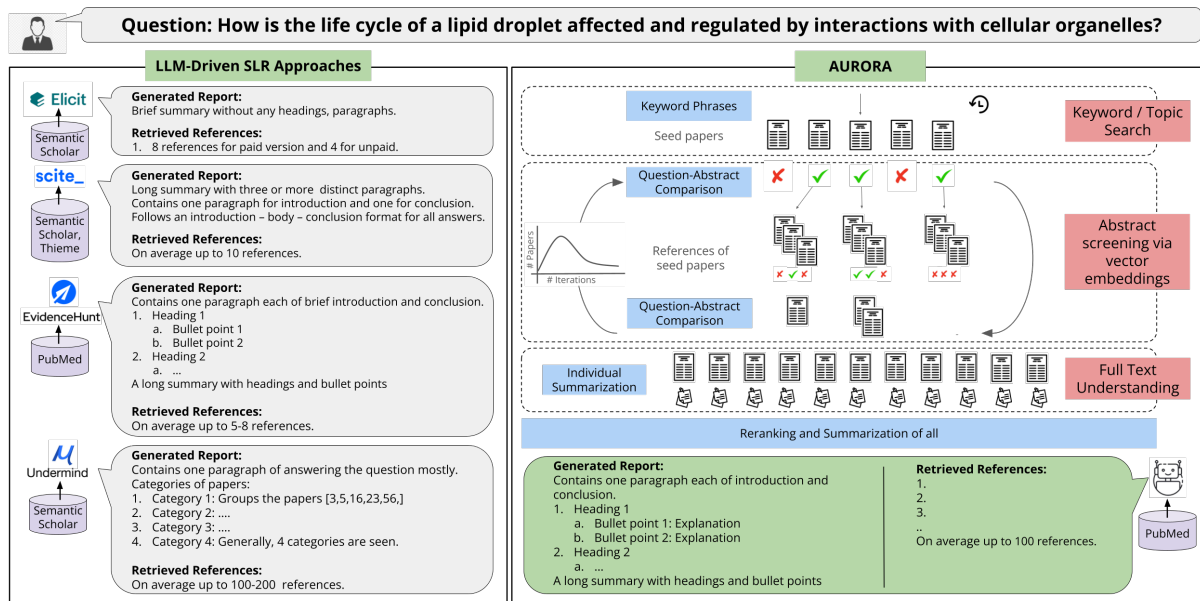 Question: How is the life cycle of a lipid droplet affected and regulated by interactions with cellular organelles?
LLM-Driven SLR Approaches
Elicit
Semantic
Scholar
Generated Report:
Brief summary without any headings, paragraphs.
Retrieved References:
1. 8 references for paid version and 4 for unpaid.
scite_
Semantic
Scholar,
Thieme
Generated Report:
Long summary with three or more distinct paragraphs.
Contains one paragraph for introduction and one for conclusion.
Follows an introduction – body – conclusion format for all answers.
Retrieved References:
On average up to 10 references.
EvidenceHunt
PubMed
Generated Report:
Contains one paragraph each of brief introduction and conclusion.
1. Heading 1
a. Bullet point 1
b. Bullet point 2
2. Heading 2
a. ...
A long summary with headings and bullet points
Retrieved References:
On average up to 5-8 references.
Undermind
Semantic
Scholar
Generated Report:
Contains one paragraph of answering the question mostly.
Categories of papers:
1. Category 1: Groups the papers [3,5,16,23,56,]
2. Category 2: ....
3. Category 3: ....
4. Category 4: Generally, 4 categories are seen.
Retrieved References:
On average up to 100-200 references.
AURORA
Keyword Phrases
Seed papers
Keyword / Topic
Search
Question-Abstract
Comparison
# Papers
# Iterations
References of
seed papers
Question-Abstract
Comparison
Abstract
screening via
vector
embeddings
Individual
Summarization
Full Text
Understanding
Reranking and Summarization of all
Generated Report:
Contains one paragraph each of introduction and
conclusion.
1. Heading 1
a. Bullet point 1: Explanation
b. Bullet point 2: Explanation
2. Heading 2
a. ...
A long summary with headings and bullet points
Retrieved References:
1.
2.
3.
..
..
On average up to 100 references.
PubMed